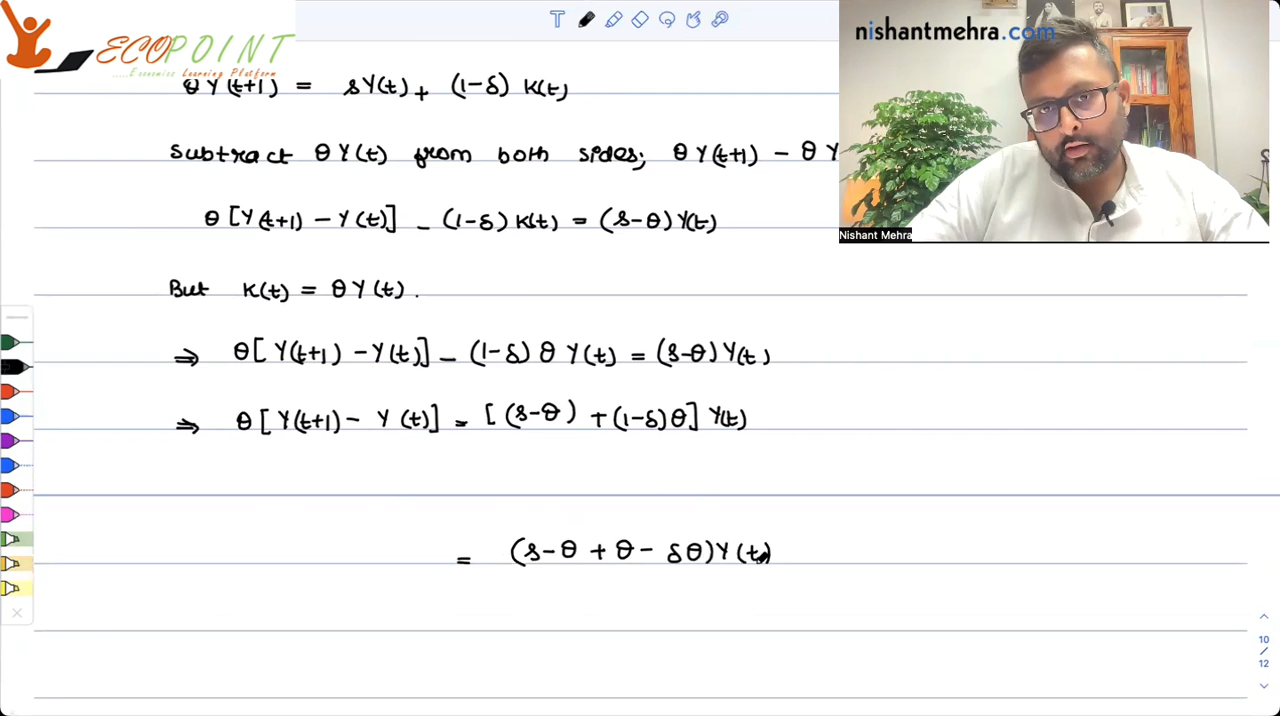 ECOPOINT
.....Economics Learning Platform
nishantmehra.com
Nishant Mehra
θY(t+1) = sY(t) + (1-δ) K(t)
Subtract θY(t) from both sides; θY(t+1) - θY
θ[Y(t+1) - Y(t)] - (1-δ) K(t) = (s-θ) Y(t)
But K(t) = θY(t).
⇒ θ[Y(t+1) - Y(t)] - (1-δ) θ Y(t) = (s-θ) Y(t)
⇒ θ[Y(t+1) - Y(t)] = [(s-θ) + (1-δ)θ] Y(t)
= (s-θ + θ - δθ) Y(t)
10
/
12